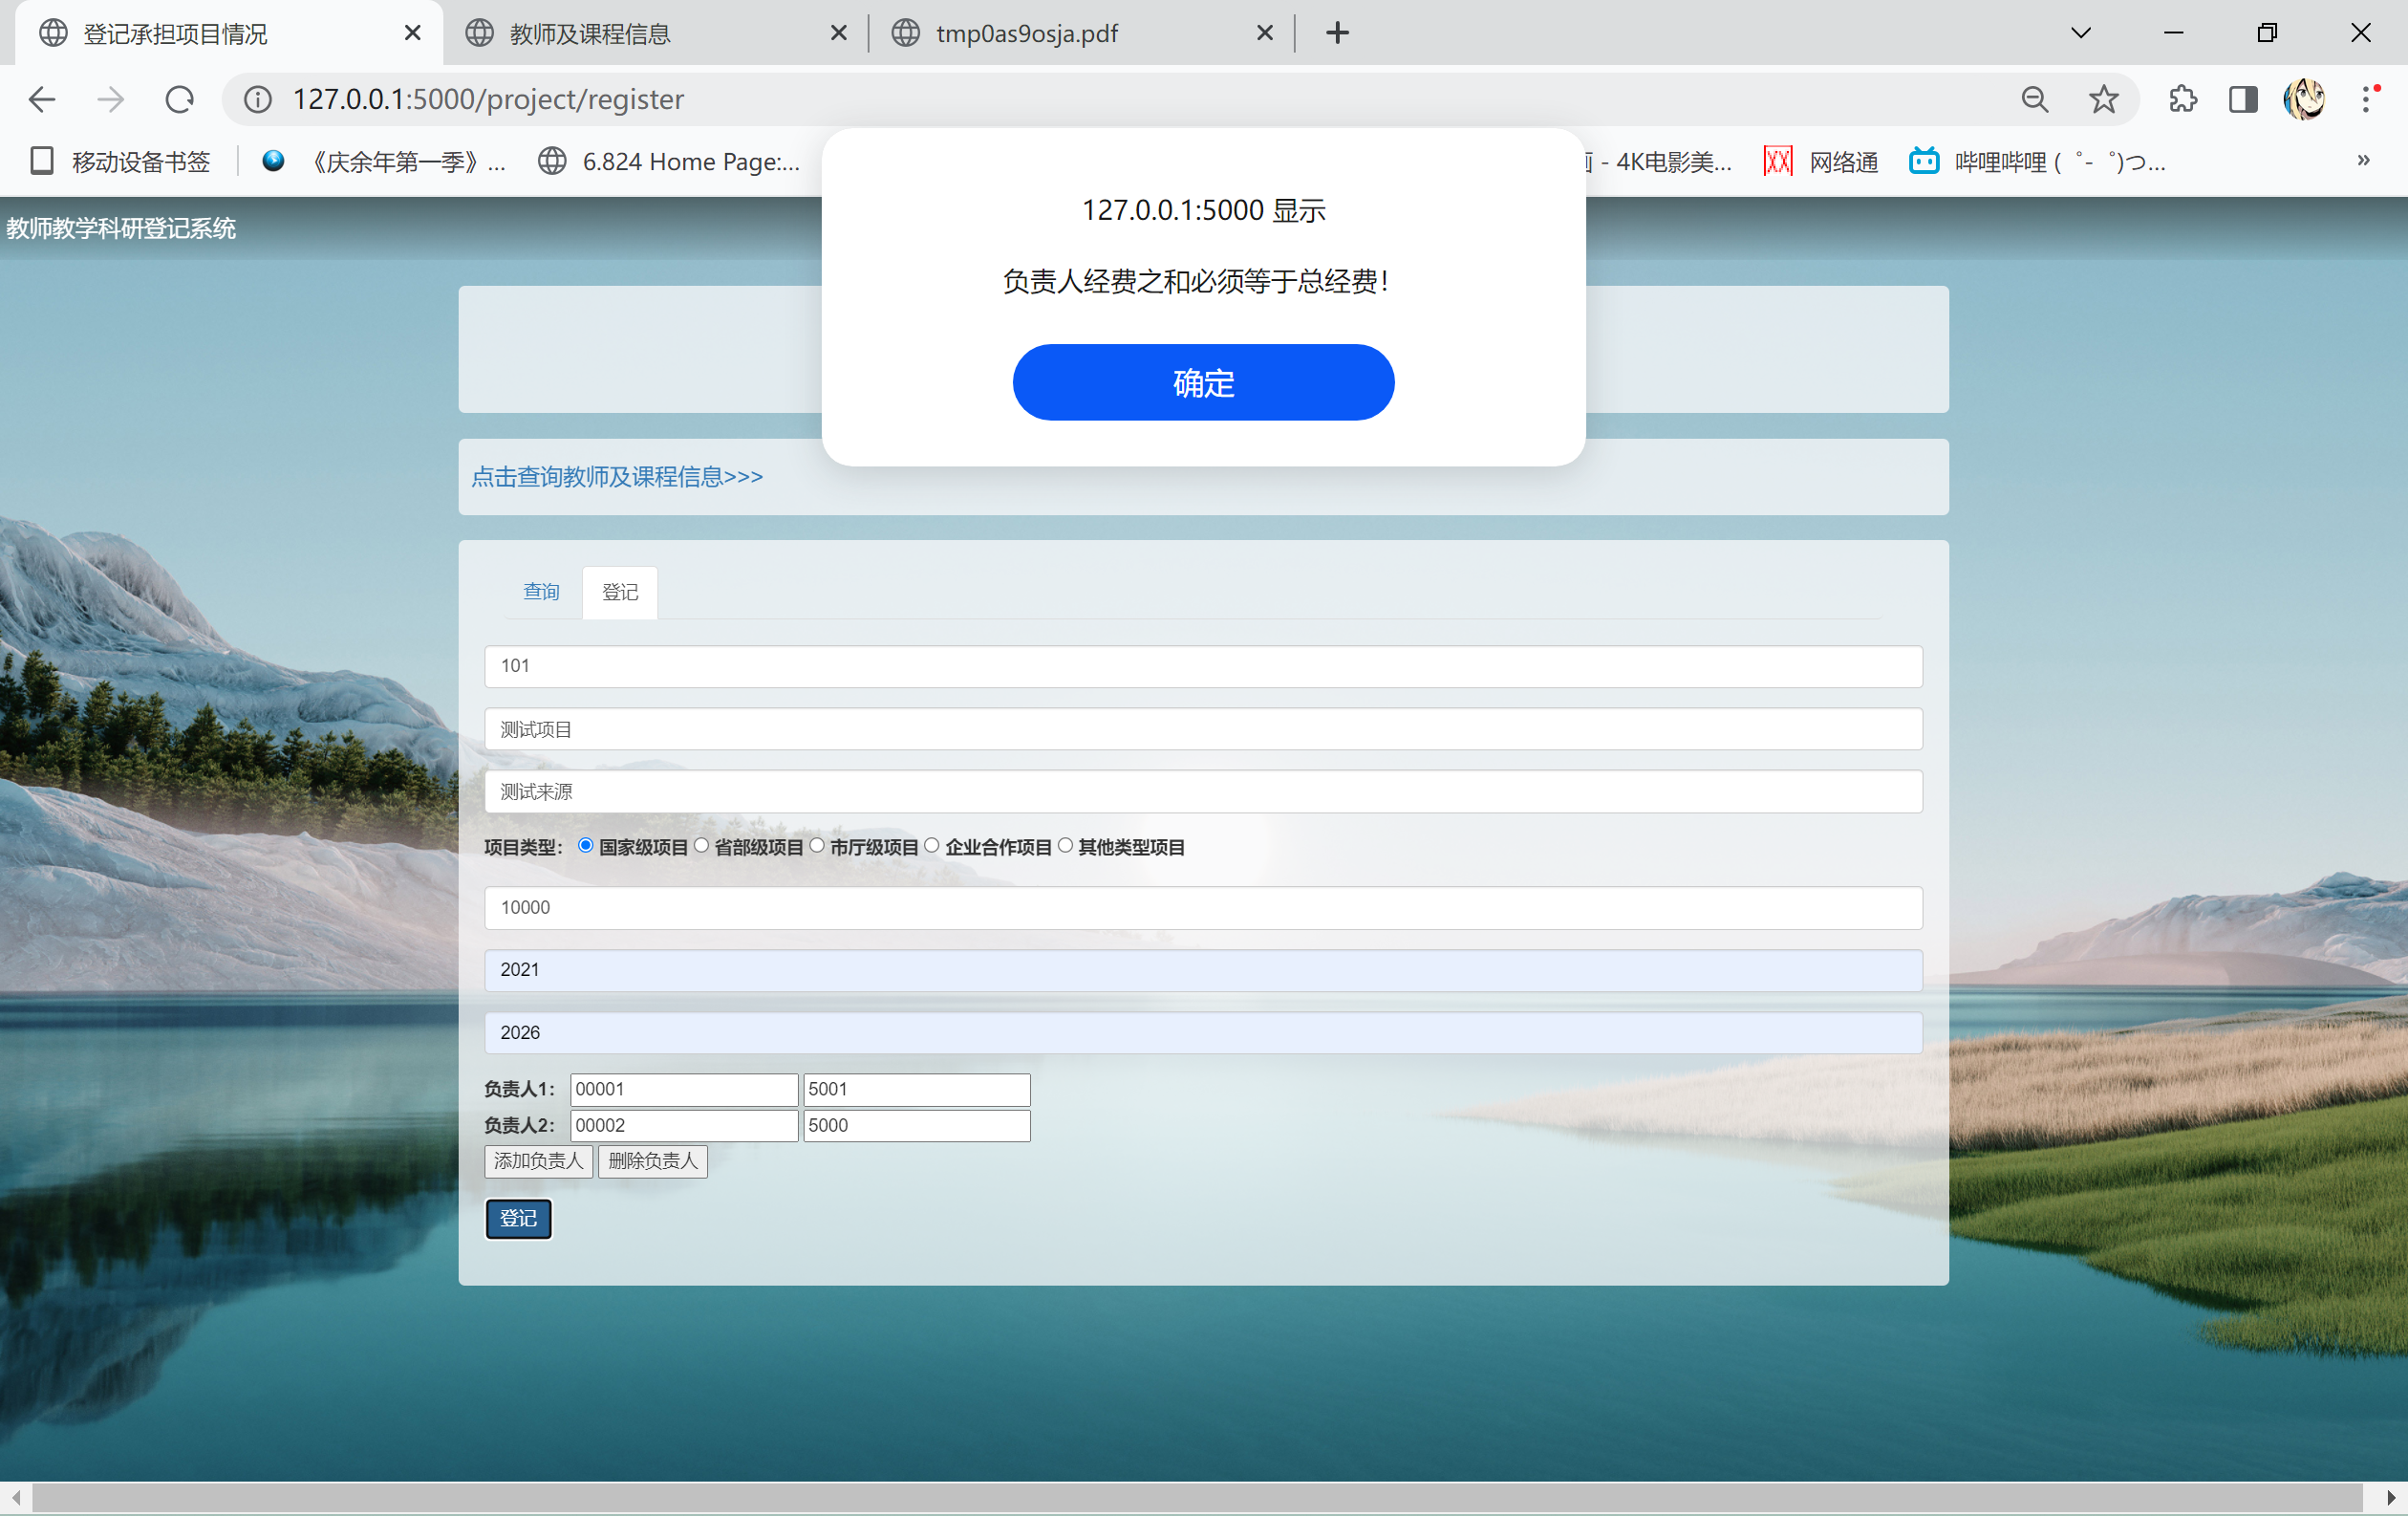 登记承担项目情况
教师及课程信息
tmp0as9osja.pdf
127.0.0.1:5000/project/register
移动设备书签
《庆余年第一季》...
6.824 Home Page:...
- 4K电影美...
网络通
哔哩哔哩 (゜-゜)つ...
»
教师教学科研登记系统
127.0.0.1:5000 显示
负责人经费之和必须等于总经费！
确定
点击查询教师及课程信息>>>
查询 登记
101
测试项目
测试来源
项目类型： 国家级项目 省部级项目 市厅级项目 企业合作项目 其他类型项目
10000
2021
2026
负责人1： 00001 5001
负责人2： 00002 5000
添加负责人 删除负责人
登记